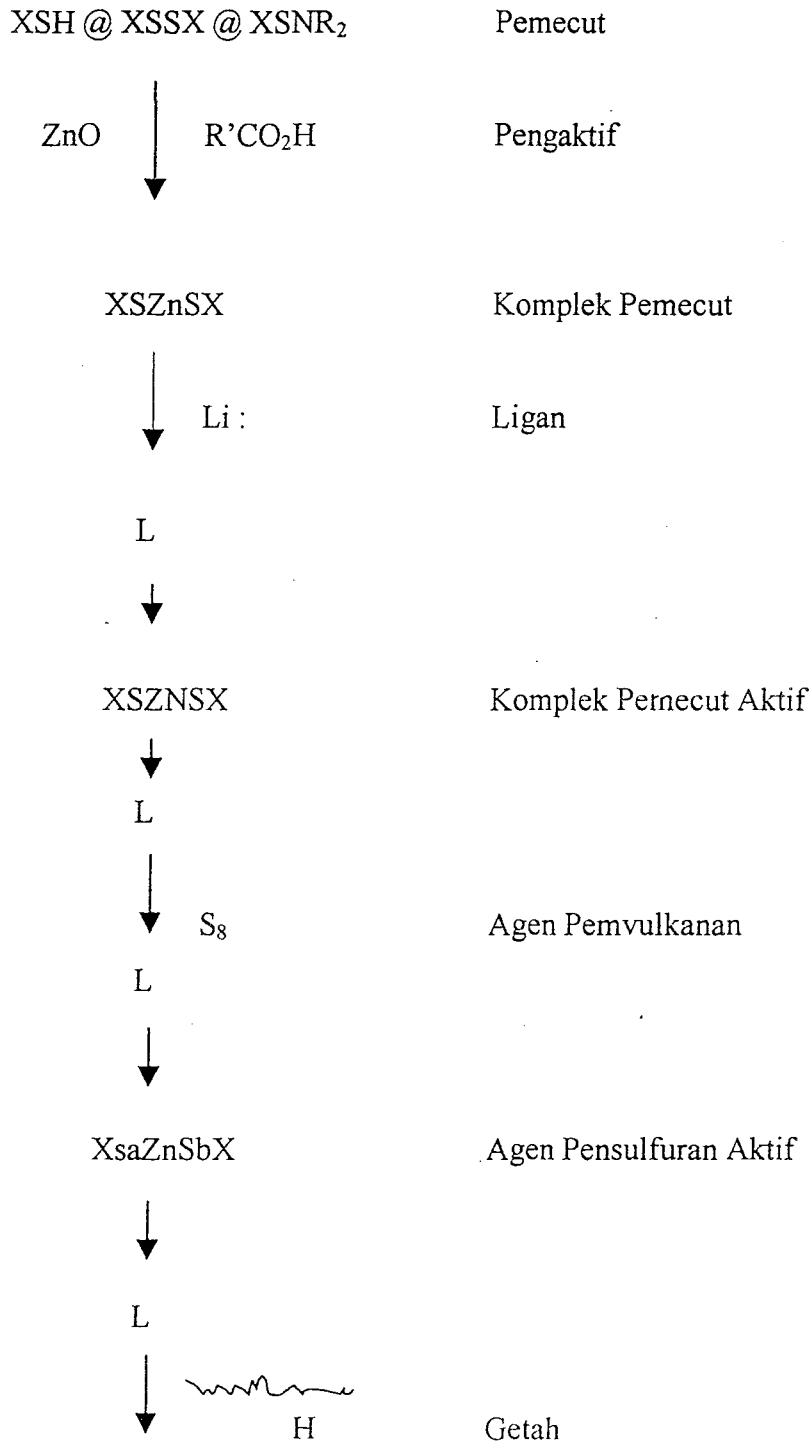 XSH @ XSSX @ XSNR₂ Pemecut
ZnO R’CO₂H Pengaktif
XSZnSX Komplek Pemecut
Li : Ligan
L
XSZNSX Komplek Pemecut Aktif
L
S₈ Agen Pemvulkanan
L
XsaZnSbX Agen Pensulfuran Aktif
L
H Getah